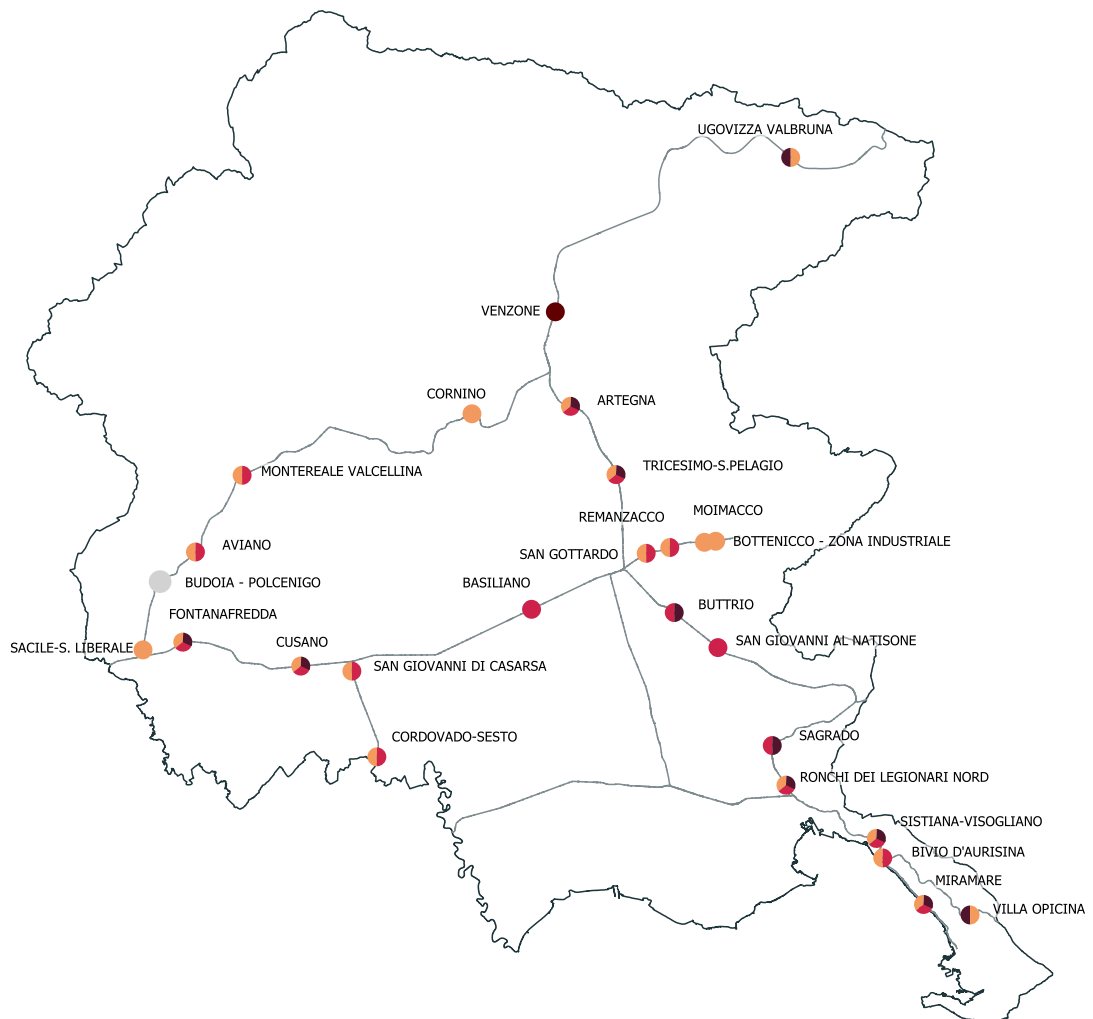 UGOVIZZA VALBRUNA
VENZONE
CORNINO
ARTEGNA
MONTEREALE VALCELLINA
TRICESIMO-S.PELAGIO
REMANZACCO
MOIMACCO
AVIANO
SAN GOTTARDO
BOTTENICCO - ZONA INDUSTRIALE
BUDOIA - POLCENIGO
BASILIANO
FONTANAFREDDA
BUTTRIO
SACILE-S. LIBERALE
CUSANO
SAN GIOVANNI AL NATISONE
SAN GIOVANNI DI CASARSA
CORDOVADO-SESTO
SAGRADO
RONCHI DEI LEGIONARI NORD
SISTIANA-VISOGLIANO
BIVIO D'AURISINA
MIRAMARE
VILLA OPICINA